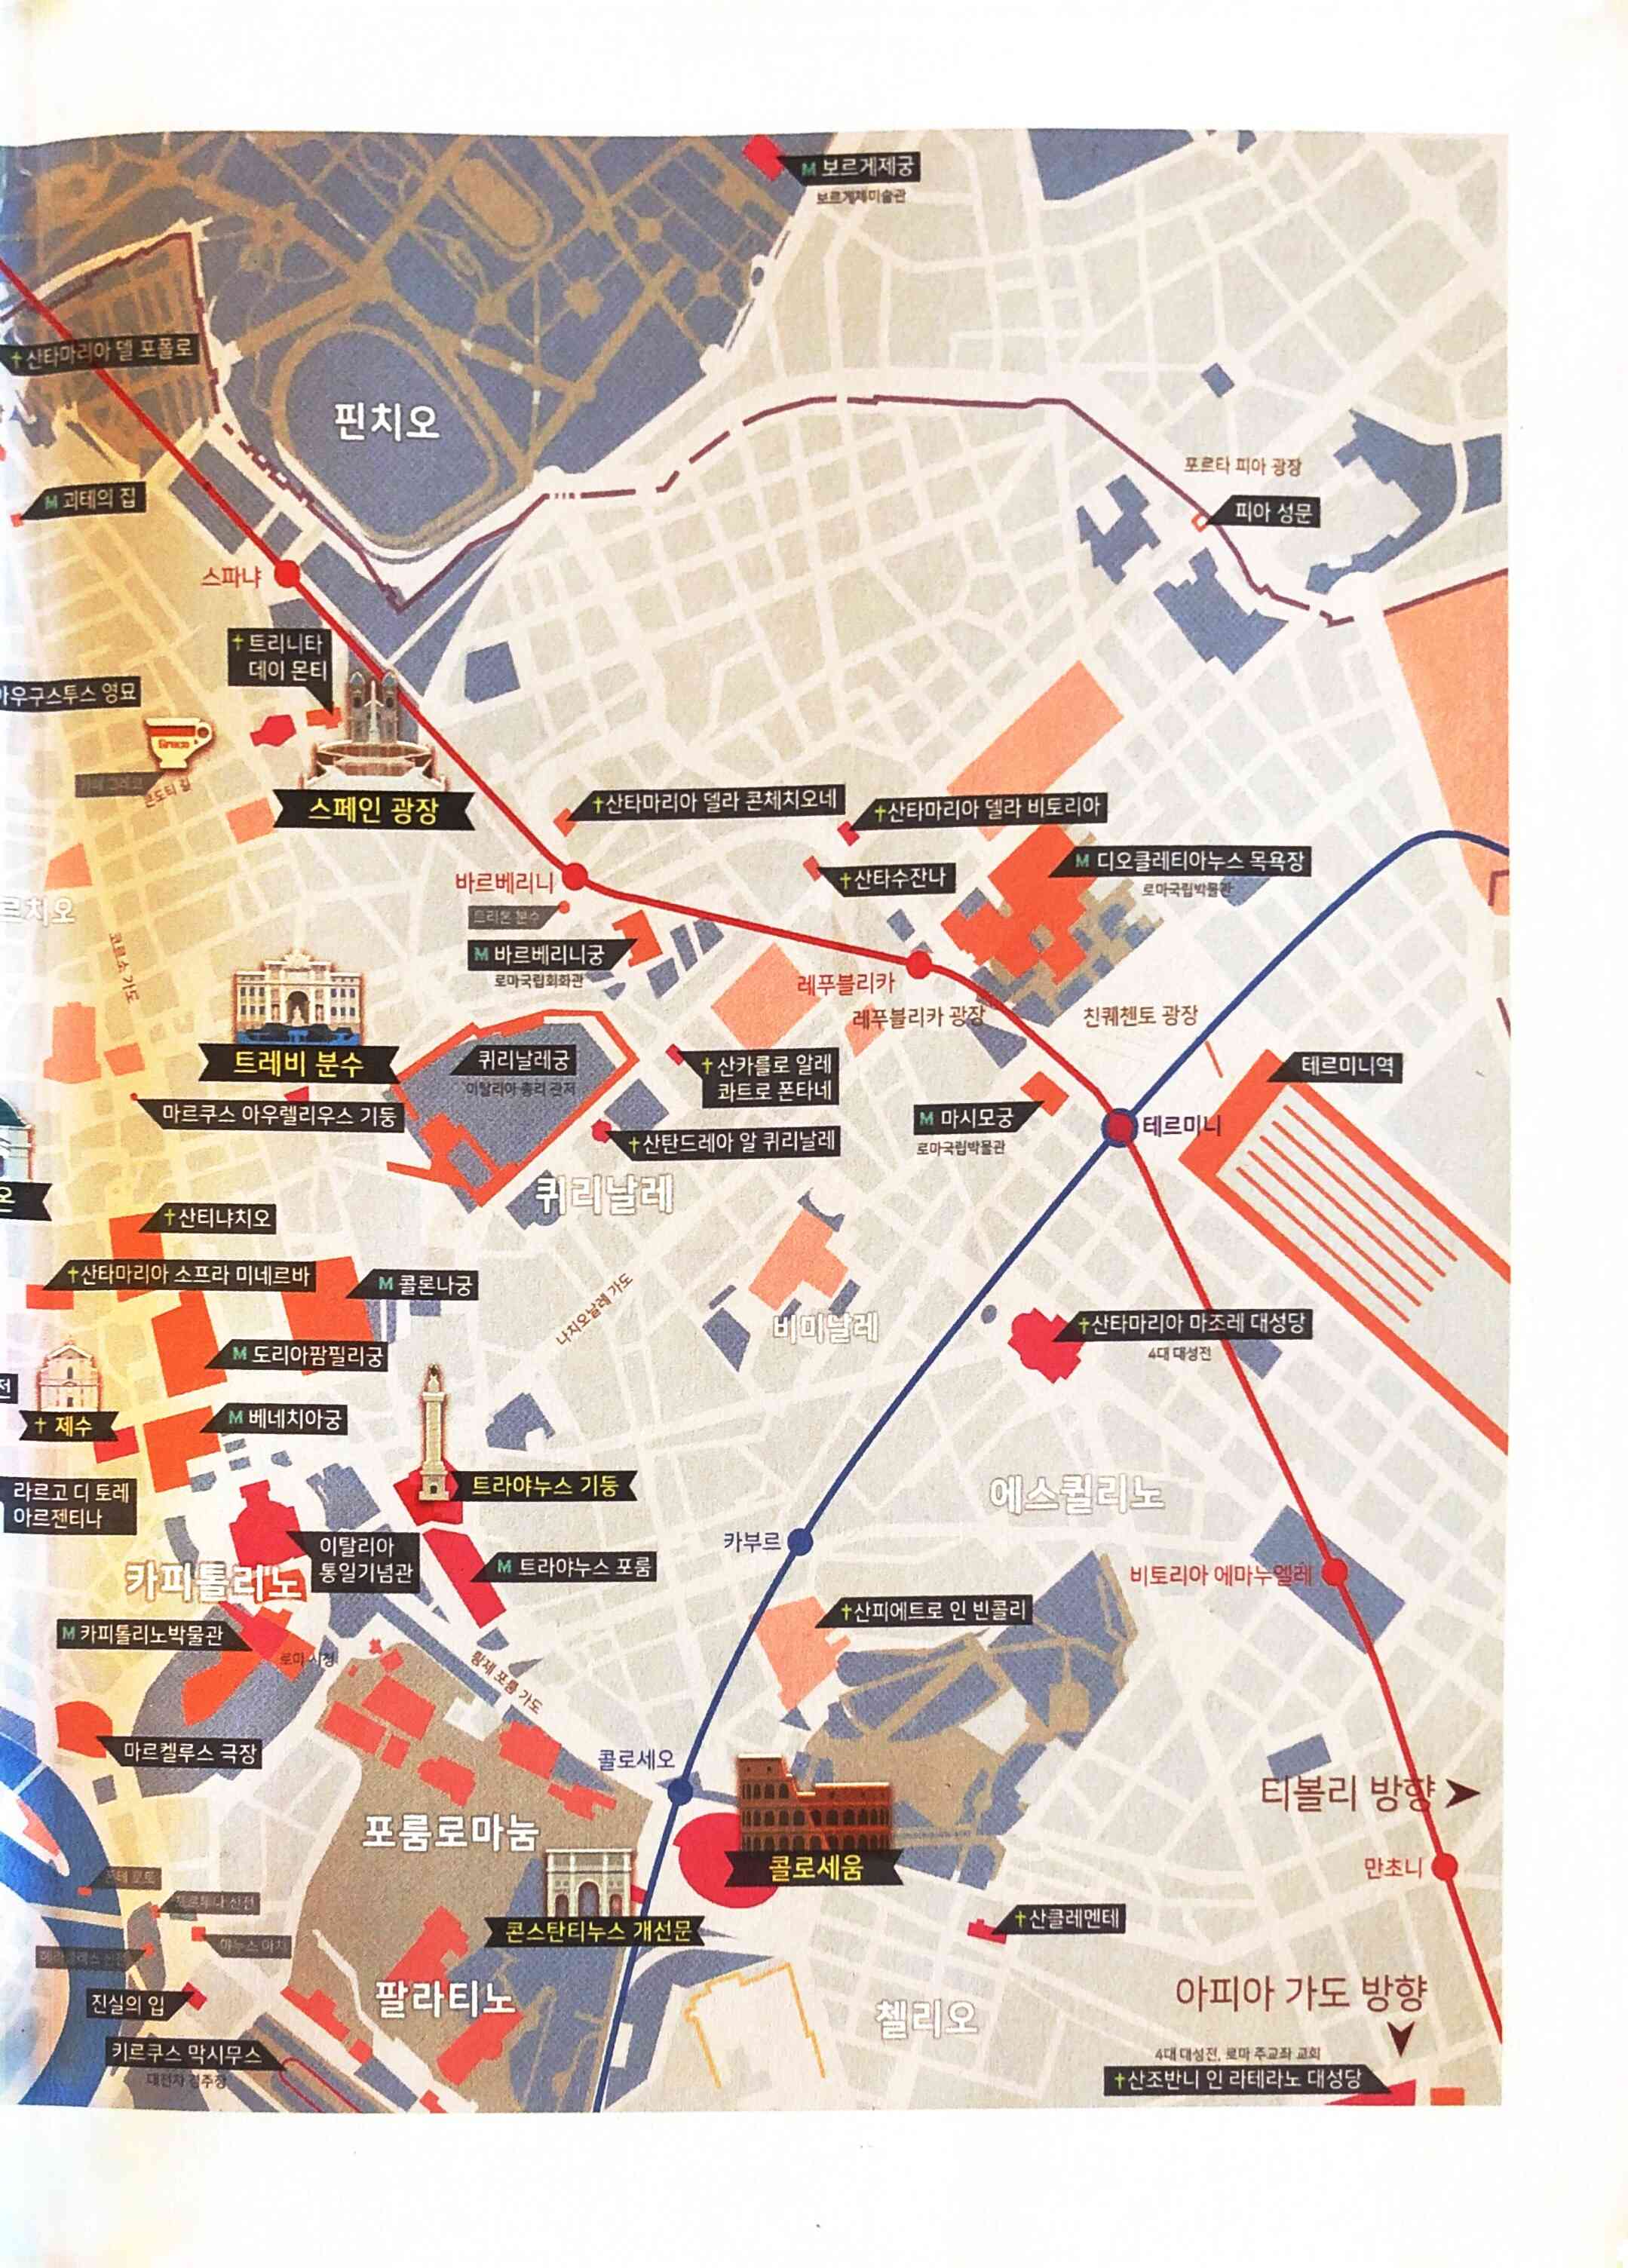 M 보르게제궁
보르게제미술관
✝산타마리아 델 포폴로
핀치오
포르타 피아 광장
M 괴테의 집
피아 성문
스파냐
✝트리니타
데이 몬티
아우구스투스 영묘
Greco
콘도티 길
스페인 광장
✝산타마리아 델라 콘체치오네
✝산타마리아 델라 비토리아
M 디오클레티아누스 목욕장
로마국립박물관
✝산타수잔나
바르베리니
트리톤 분수
르치오
코르소 가도
M 바르베리니궁
로마국립회화관
레푸블리카
레푸블리카 광장
친퀘첸토 광장
트레비 분수
퀴리날레궁
이탈리아 총리 관저
✝산카를로 알레
콰트로 폰타네
테르미니역
마르쿠스 아우렐리우스 기둥
M 마시모궁
로마국립박물관
테르미니
✝산탄드레아 알 퀴리날레
퀴리날레
온
✝산티냐치오
✝산타마리아 소프라 미네르바
M 콜론나궁
나치오날레 가도
비미날레
✝산타마리아 마조레 대성당
4대 대성전
M 도리아팜필리궁
전
✝ 제수
M 베네치아궁
라르고 디 토레
아르젠티나
트라야누스 기둥
에스퀼리노
이탈리아
통일기념관
카부르
M 트라야누스 포룸
비토리아 에마누엘레
카피톨리노
✝산피에트로 인 빈콜리
M 카피톨리노박물관
로마 시청
황제 포룸 가도
마르켈루스 극장
콜로세오
티볼리 방향
포룸로마눔
콜로세움
만초니
콘스탄티누스 개선문
✝산클레멘테
야누스 아치
진실의 입
팔라티노
첼리오
아피아 가도 방향
키르쿠스 막시무스
대전차 경주장
4대 대성전, 로마 주교좌 교회
✝산조반니 인 라테라노 대성당